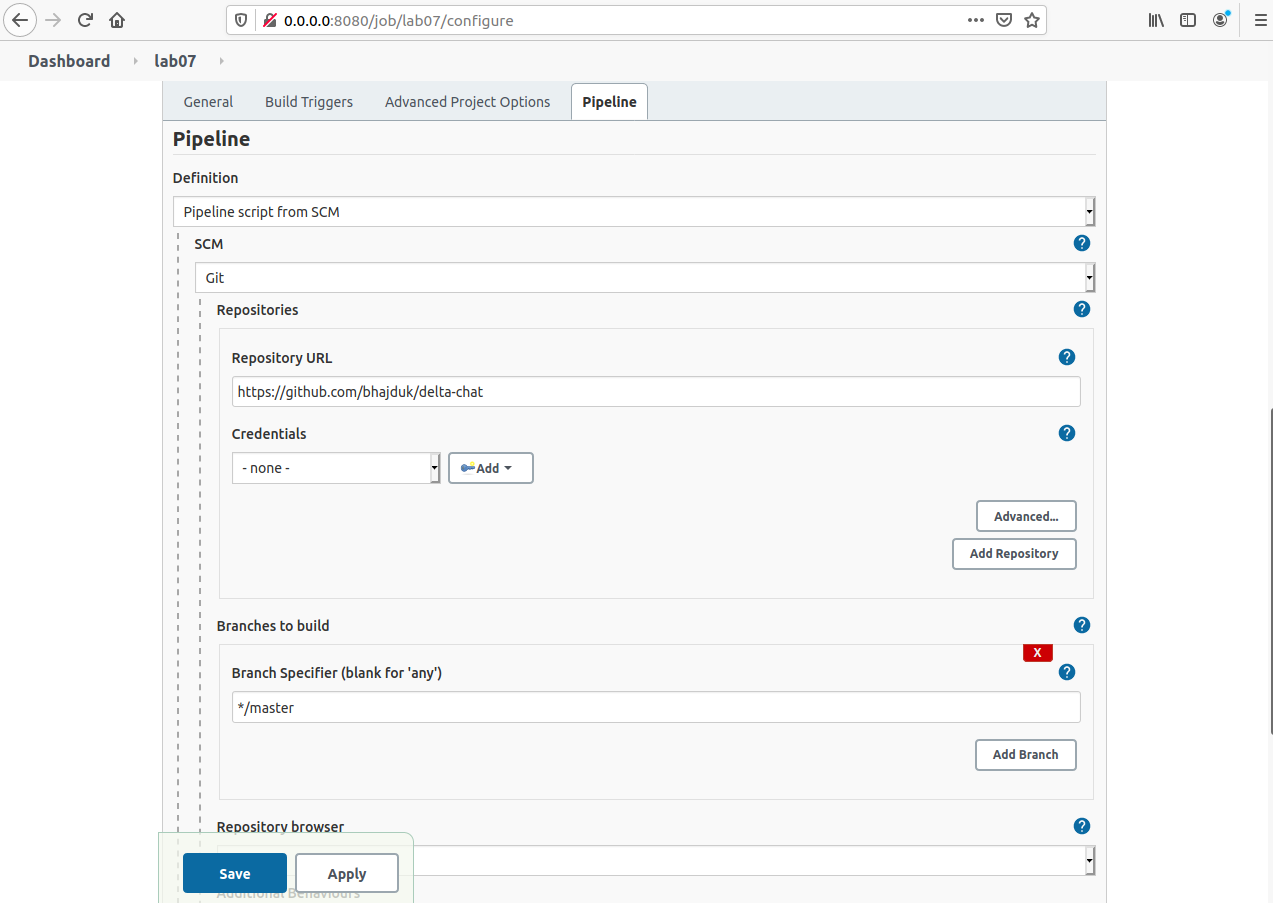 0.0.0.0:8080/job/lab07/configure
Dashboard lab07
General Build Triggers Advanced Project Options Pipeline
Pipeline
Definition
Pipeline script from SCM
SCM
?
Git
Repositories
?
Repository URL
?
https://github.com/bhajduk/delta-chat
Credentials
?
- none -
Add
Advanced...
Add Repository
Branches to build
?
X
Branch Specifier (blank for 'any')
?
*/master
Add Branch
Repository browser
?
Save Apply
Additional Behaviours